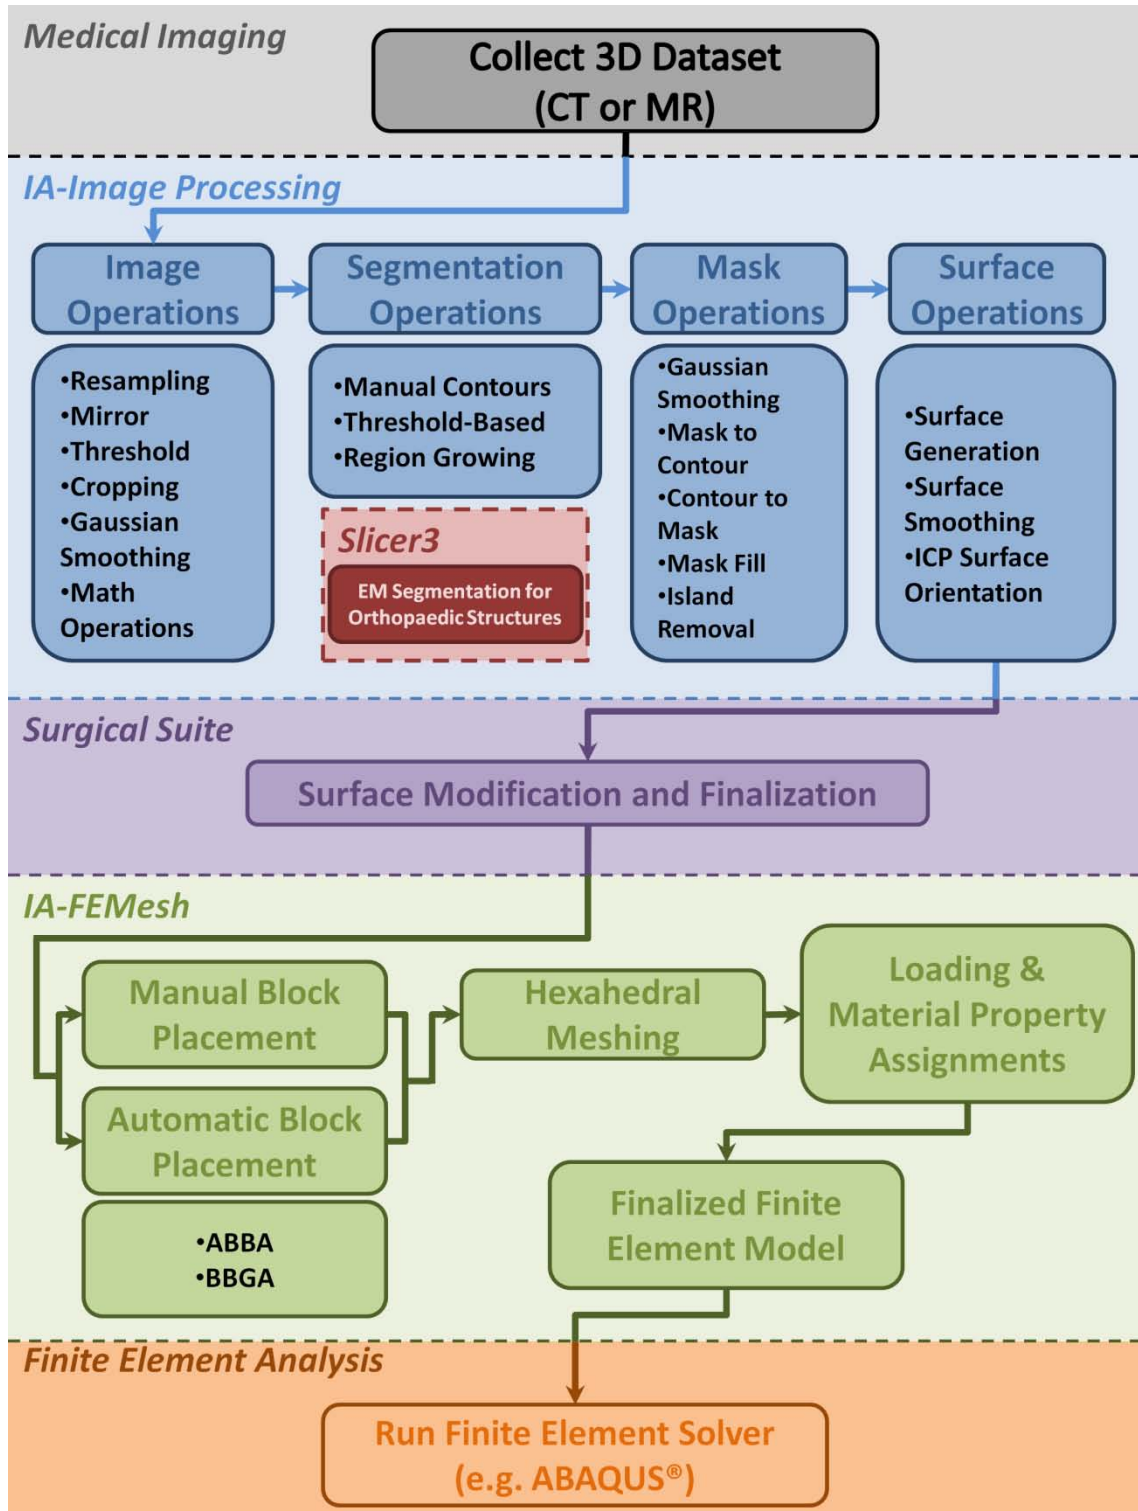 Medical Imaging
Collect 3D Dataset
(CT or MR)
IA-Image Processing
Image
Operations
Segmentation
Operations
Mask
Operations
Surface
Operations
•Resampling
•Mirror
•Threshold
•Cropping
•Gaussian
Smoothing
•Math
Operations
•Manual Contours
•Threshold-Based
•Region Growing
Slicer3
EM Segmentation for
Orthopaedic Structures
•Gaussian
Smoothing
•Mask to
Contour
•Contour to
Mask
•Mask Fill
•Island
Removal
•Surface
Generation
•Surface
Smoothing
•ICP Surface
Orientation
Surgical Suite
Surface Modification and Finalization
IA-FEMesh
Manual Block
Placement
Automatic Block
Placement
•ABBA
•BBGA
Hexahedral
Meshing
Loading &
Material Property
Assignments
Finalized Finite
Element Model
Finite Element Analysis
Run Finite Element Solver
(e.g. ABAQUS®)